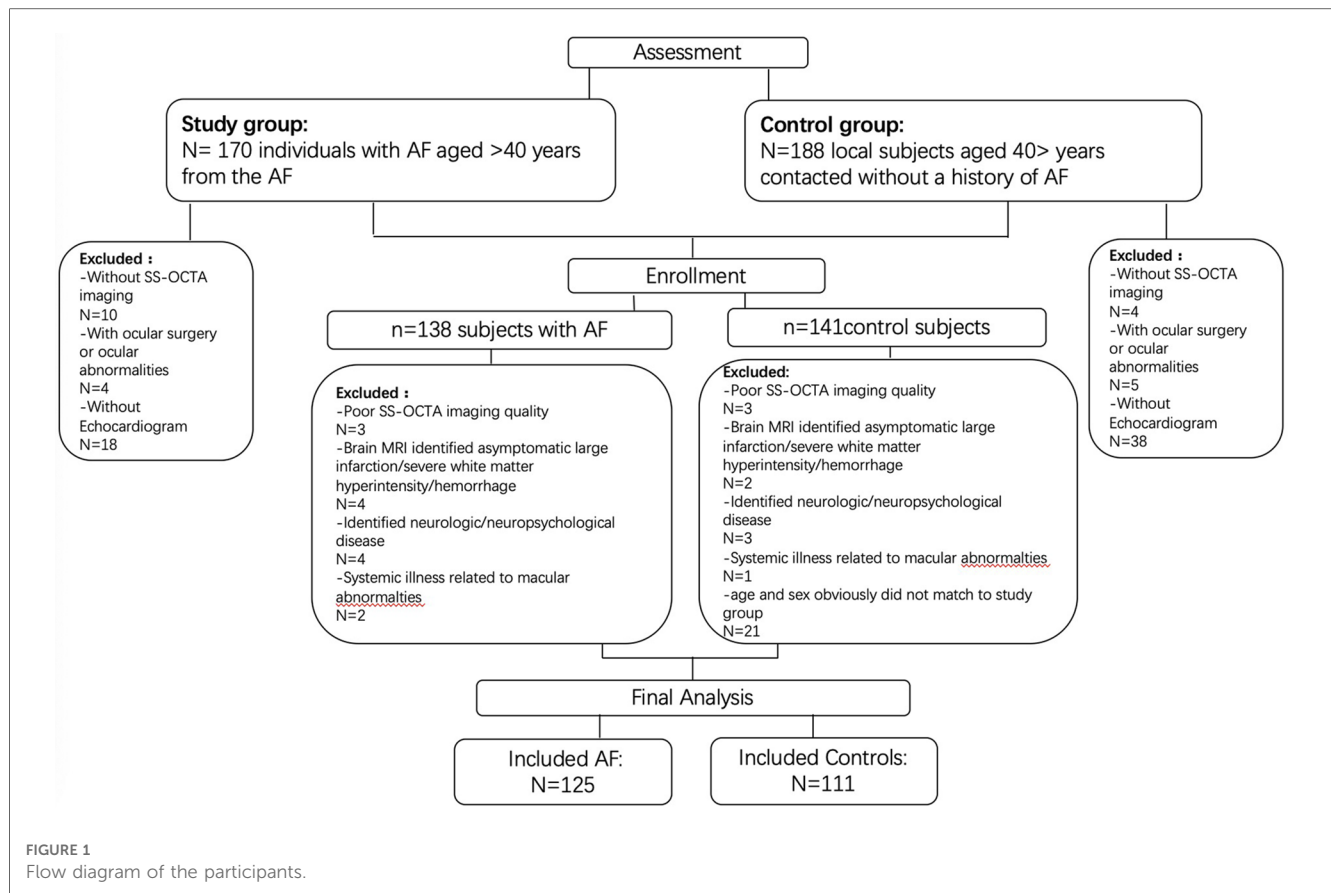 Assessment
Study group:
N= 170 individuals with AF aged >40 years
from the AF
Control group:
N=188 local subjects aged 40> years
contacted without a history of AF
Excluded：
-Without SS-OCTA
imaging
N=10
-With ocular surgery
or ocular
abnormalities
N=4
-Without
Echocardiogram
N=18
Excluded：
-Without SS-OCTA
imaging
N=4
-With ocular surgery
or ocular
abnormalities
N=5
-Without
Echocardiogram
N=38
Enrollment
n=138 subjects with AF
n=141control subjects
Excluded：
-Poor SS-OCTA imaging quality
N=3
-Brain MRI identified asymptomatic large
infarction/severe white matter
hyperintensity/hemorrhage
N=4
-Identified neurologic/neuropsychological
disease
N=4
-Systemic illness related to macular
abnormalties
N=2
Excluded:
-Poor SS-OCTA imaging quality
N=3
-Brain MRI identified asymptomatic large
infarction/severe white matter
hyperintensity/hemorrhage
N=2
-Identified neurologic/neuropsychological
disease
N=3
-Systemic illness related to macular abnormalties
N=1
-age and sex obviously did not match to study
group
N=21
Final Analysis
Included AF:
N=125
Included Controls:
N=111
FIGURE 1
Flow diagram of the participants.